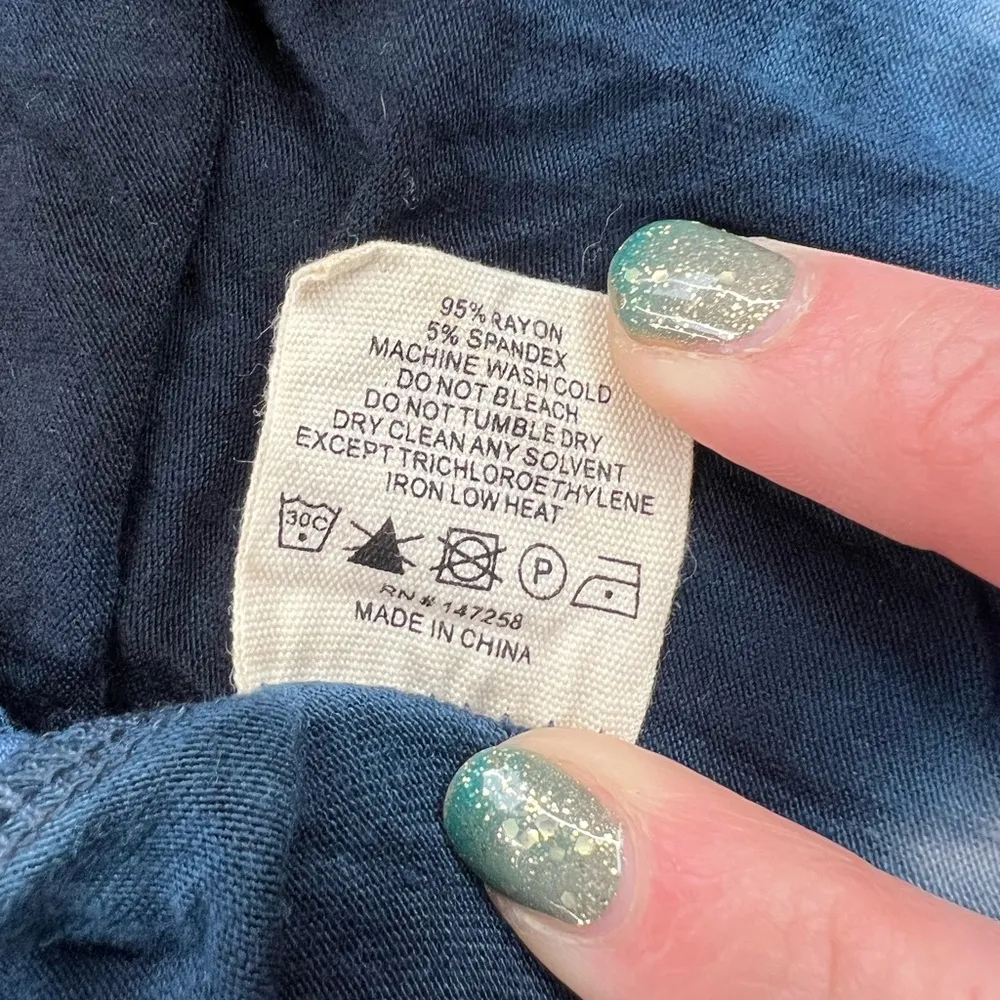 95% RAYON
5% SPANDEX
MACHINE WASH COLD
DO NOT BLEACH
DO NOT TUMBLE DRY
DRY CLEAN ANY SOLVENT
EXCEPT TRICHLOROETHYLENE
IRON LOW HEAT
30C P
RN # 147258
MADE IN CHINA